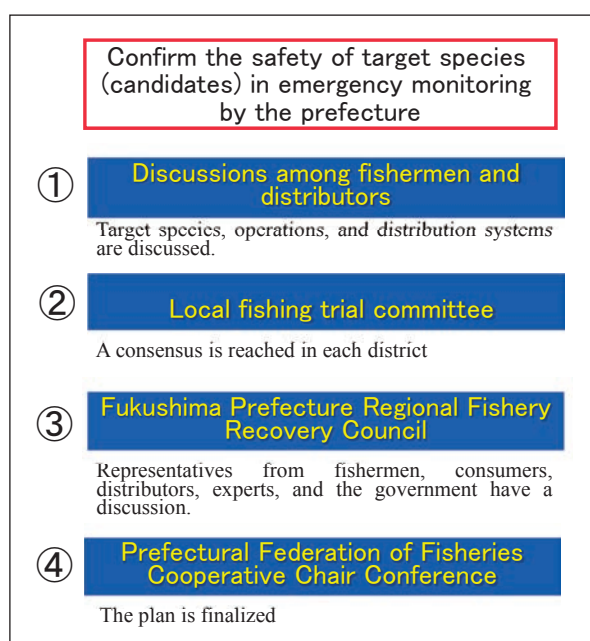 Confirm the safety of target species
(candidates) in emergency monitoring
by the prefecture
① Discussions among fishermen and
distributors
Target species, operations, and distribution systems
are discussed.
② Local fishing trial committee
A consensus is reached in each district
③ Fukushima Prefecture Regional Fishery
Recovery Council
Representatives from fishermen, consumers,
distributors, experts, and the government have a
discussion.
④ Prefectural Federation of Fisheries
Cooperative Chair Conference
The plan is finalized